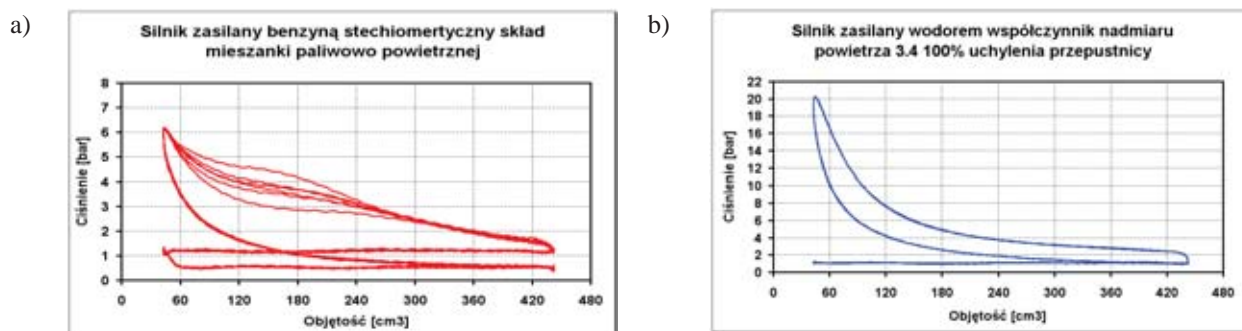 a)
Silnik zasilany benzyną stechiomertyczny skład
mieszanki paliwowo powietrznej
Ciśnienie [bar]
8
7
6
5
4
3
2
1
0
0 60 120 180 240 300 360 420 480
Objętość [cm3]
b)
Silnik zasilany wodorem współczynnik nadmiaru
powietrza 3.4 100% uchylenia przepustnicy
Ciśnienie [bar]
22
20
18
16
14
12
10
8
6
4
2
0
0 60 120 180 240 300 360 420 480
Objętość [cm3]